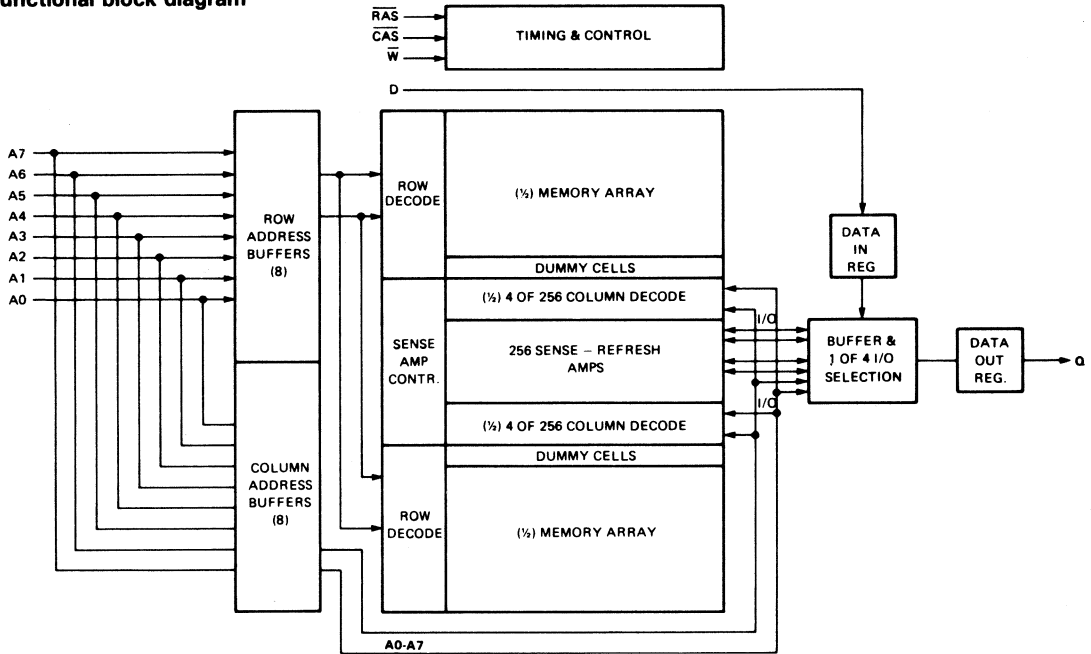 unctional block diagram
RAS
CAS
W
TIMING & CONTROL
D
A7
A6
A5
A4
A3
A2
A1
A0
ROW
ADDRESS
BUFFERS
(8)
COLUMN
ADDRESS
BUFFERS
(8)
ROW
DECODE
(½) MEMORY ARRAY
DUMMY CELLS
(½) 4 OF 256 COLUMN DECODE
SENSE
AMP
CONTR.
256 SENSE – REFRESH
AMPS
(½) 4 OF 256 COLUMN DECODE
DUMMY CELLS
ROW
DECODE
(½) MEMORY ARRAY
I/O
I/O
DATA
IN
REG
BUFFER &
1 OF 4 I/O
SELECTION
DATA
OUT
REG.
Q
A0-A7